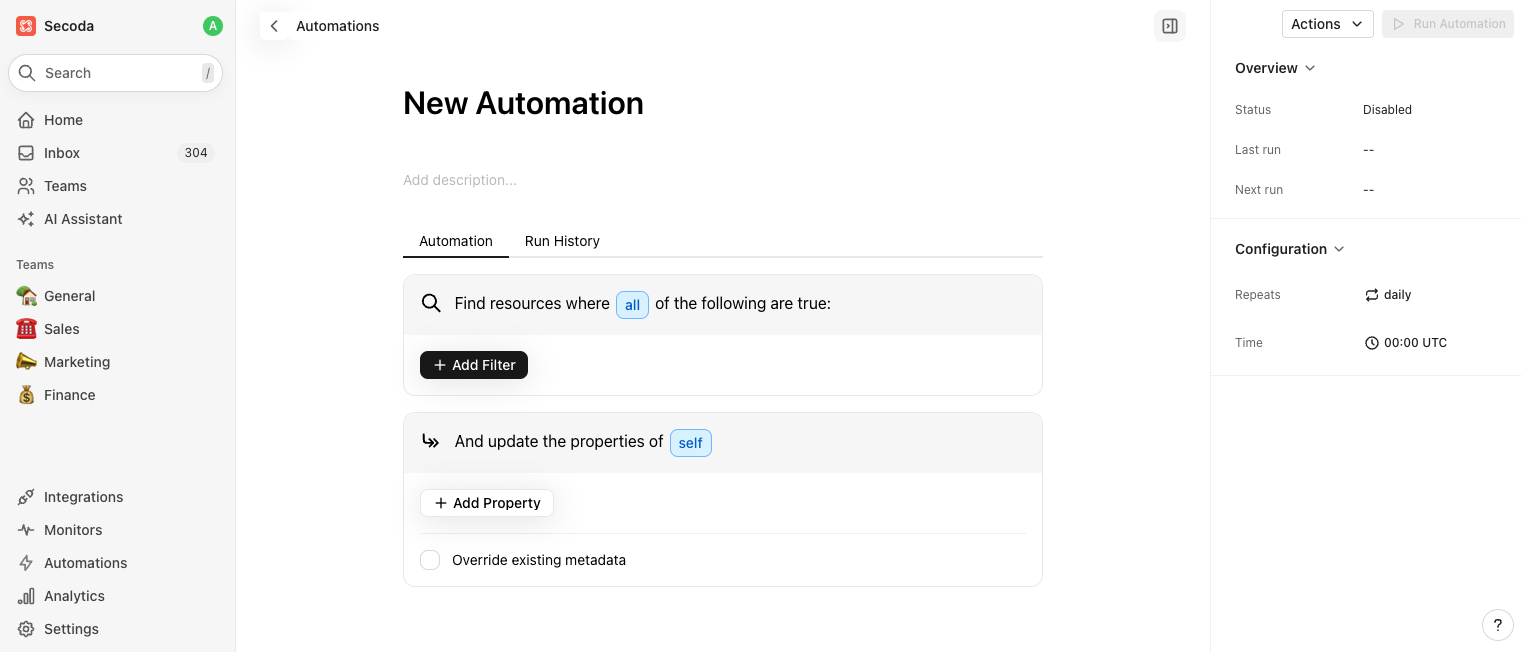 Secoda
A
Search
/
Home
Inbox
304
Teams
AI Assistant
Teams
General
Sales
Marketing
Finance
Integrations
Monitors
Automations
Analytics
Settings
Automations
New Automation
Add description...
Automation
Run History
Find resources where all of the following are true:
+ Add Filter
And update the properties of self
+ Add Property
Override existing metadata
Actions
Run Automation
Overview
Status
Disabled
Last run
--
Next run
--
Configuration
Repeats
daily
Time
00:00 UTC
?